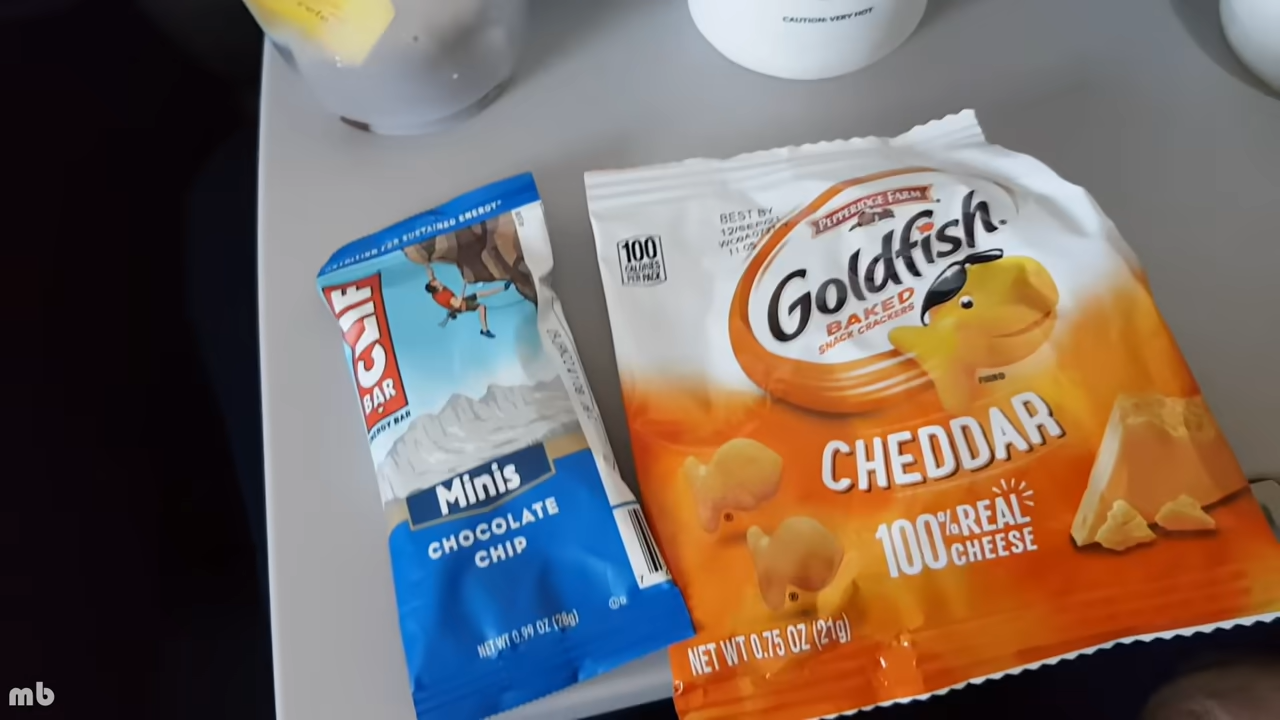 CAUTION: VERY HOT
NUTRITION FOR SUSTAINED ENERGY*
CLIF
BAR
ENERGY BAR
Minis
CHOCOLATE
CHIP
NET WT 0.99 OZ (28g)
BEST BY
100
CALORIES
PER PACK
PEPPERIDGE FARM
Goldfish
BAKED
SNACK CRACKERS
CHEDDAR
100% REAL
CHEESE
NET WT 0.75 OZ (21g)
mb